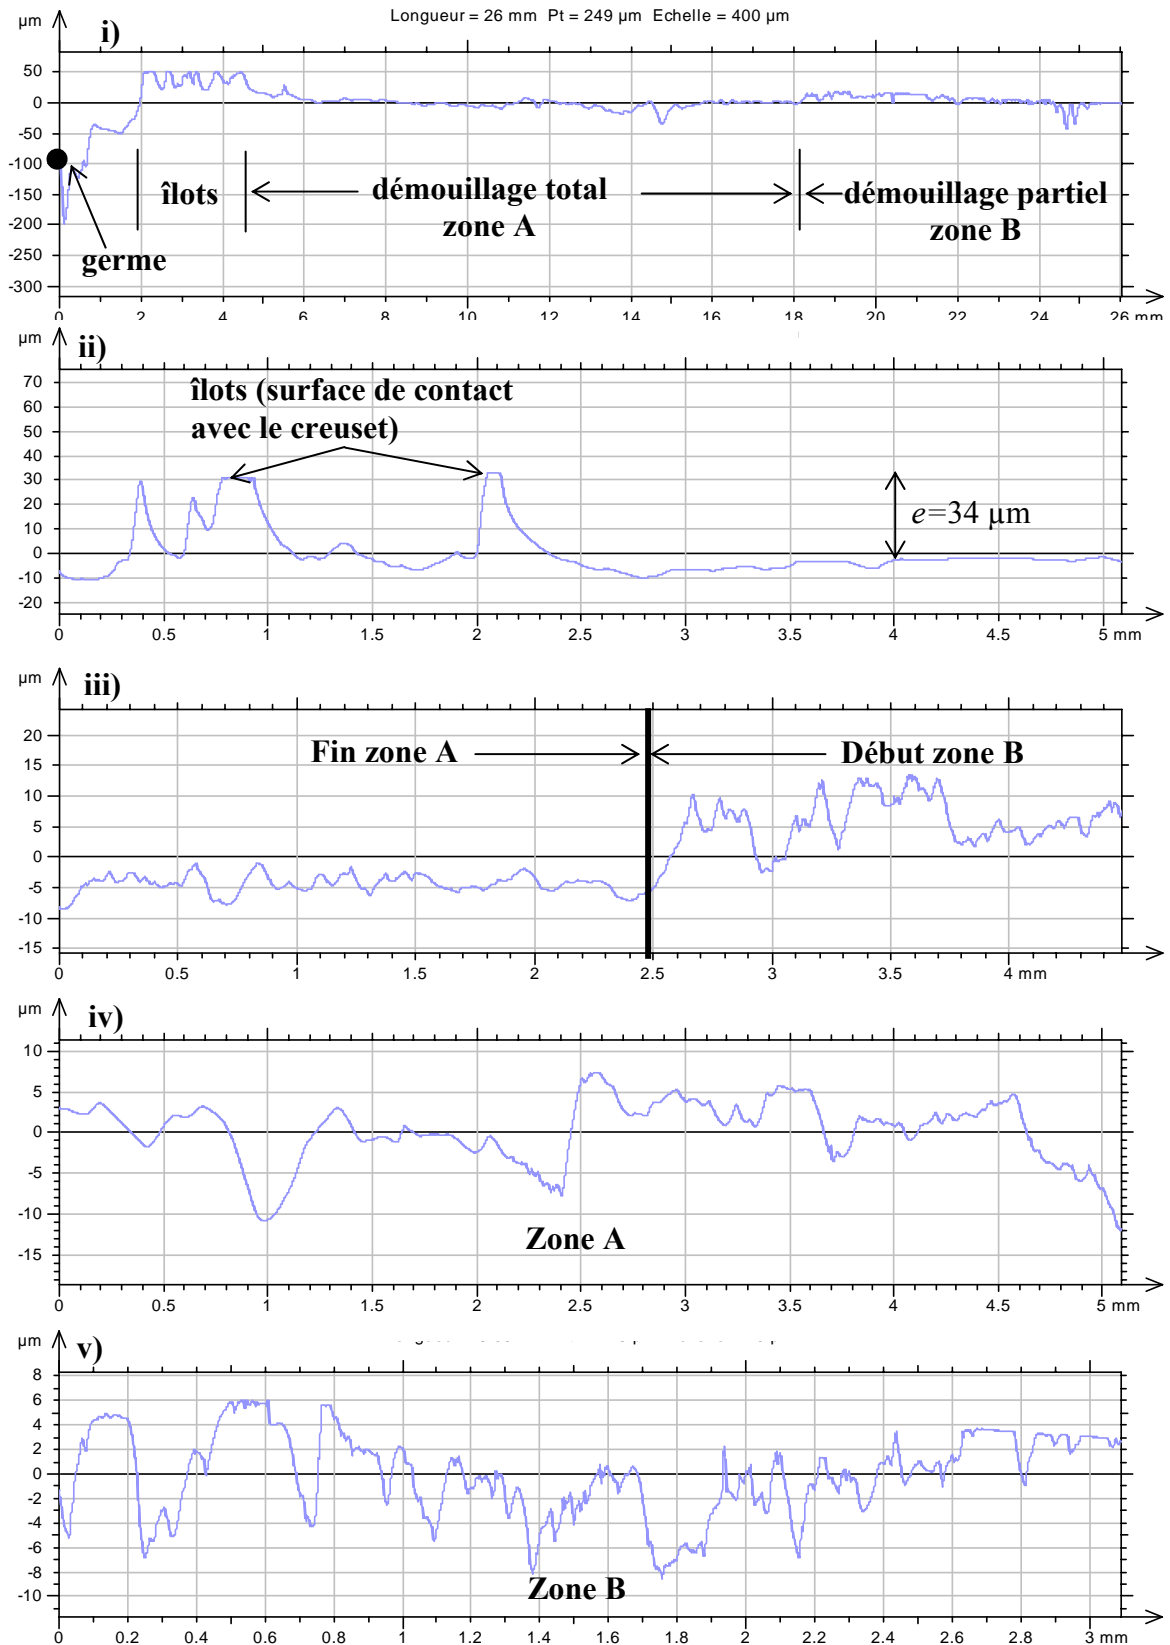 Longueur = 26 mm Pt = 249 µm Echelle = 400 µm
µm
i)
50
0
-50
-100
-150
-200
-250
-300
germe
îlots
démouillage total
zone A
démouillage partiel
zone B
0 2 4 6 8 10 12 14 16 18 20 22 24 26 mm
µm
ii)
70
60
50
40
30
20
10
0
-10
-20
îlots (surface de contact
avec le creuset)
e=34 µm
0 0.5 1 1.5 2 2.5 3 3.5 4 4.5 5 mm
µm
iii)
20
15
10
5
0
-5
-10
-15
Fin zone A
Début zone B
0 0.5 1 1.5 2 2.5 3 3.5 4 mm
µm
iv)
10
5
0
-5
-10
-15
Zone A
0 0.5 1 1.5 2 2.5 3 3.5 4 4.5 5 mm
µm
v)
8
6
4
2
0
-2
-4
-6
-8
-10
Zone B
0 0.2 0.4 0.6 0.8 1 1.2 1.4 1.6 1.8 2 2.2 2.4 2.6 2.8 3 mm